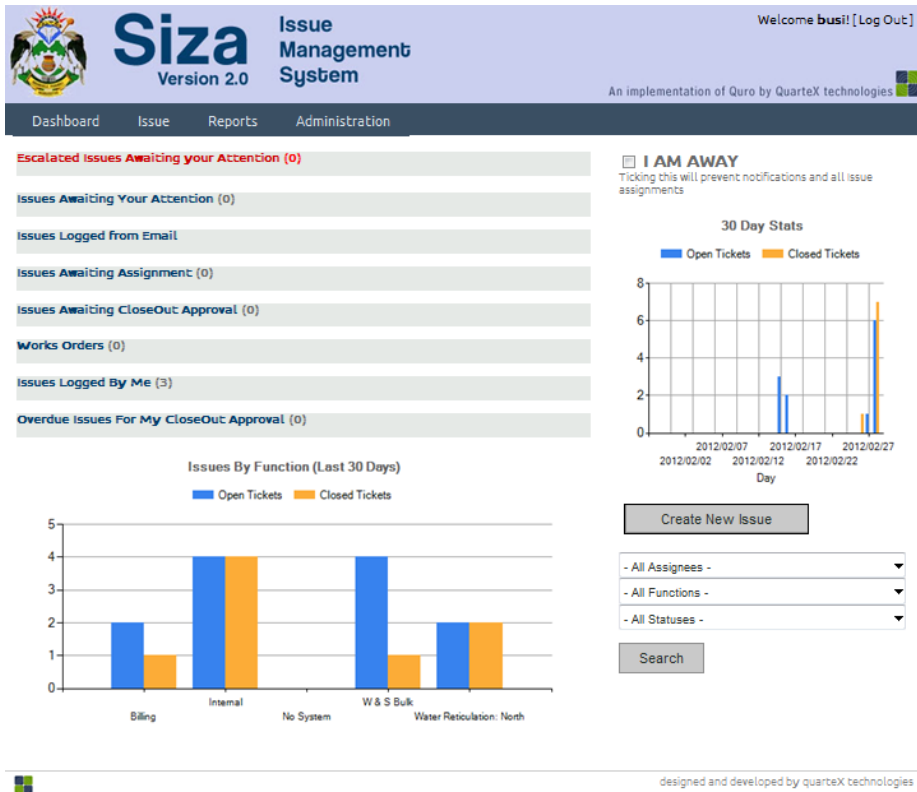 Siza
Version 2.0
Issue
Management
System
Welcome busi! [ Log Out ]
An implementation of Quro by QuarteX technologies
Dashboard Issue Reports Administration
Escalated Issues Awaiting your Attention (0)
Issues Awaiting Your Attention (0)
Issues Logged from Email
Issues Awaiting Assignment (0)
Issues Awaiting CloseOut Approval (0)
Works Orders (0)
Issues Logged By Me (3)
Overdue Issues For My CloseOut Approval (0)
Issues By Function (Last 30 Days)
Open Tickets Closed Tickets
5
4
3
2
1
0
Internal W & S Bulk
Billing No System Water Reticulation: North
I AM AWAY
Ticking this will prevent notifications and all issue
assignments
30 Day Stats
Open Tickets Closed Tickets
8
6
4
2
0
2012/02/07 2012/02/17 2012/02/27
2012/02/02 2012/02/12 2012/02/22
Day
Create New Issue
- All Assignees -
- All Functions -
- All Statuses -
Search
designed and developed by quarteX technologies